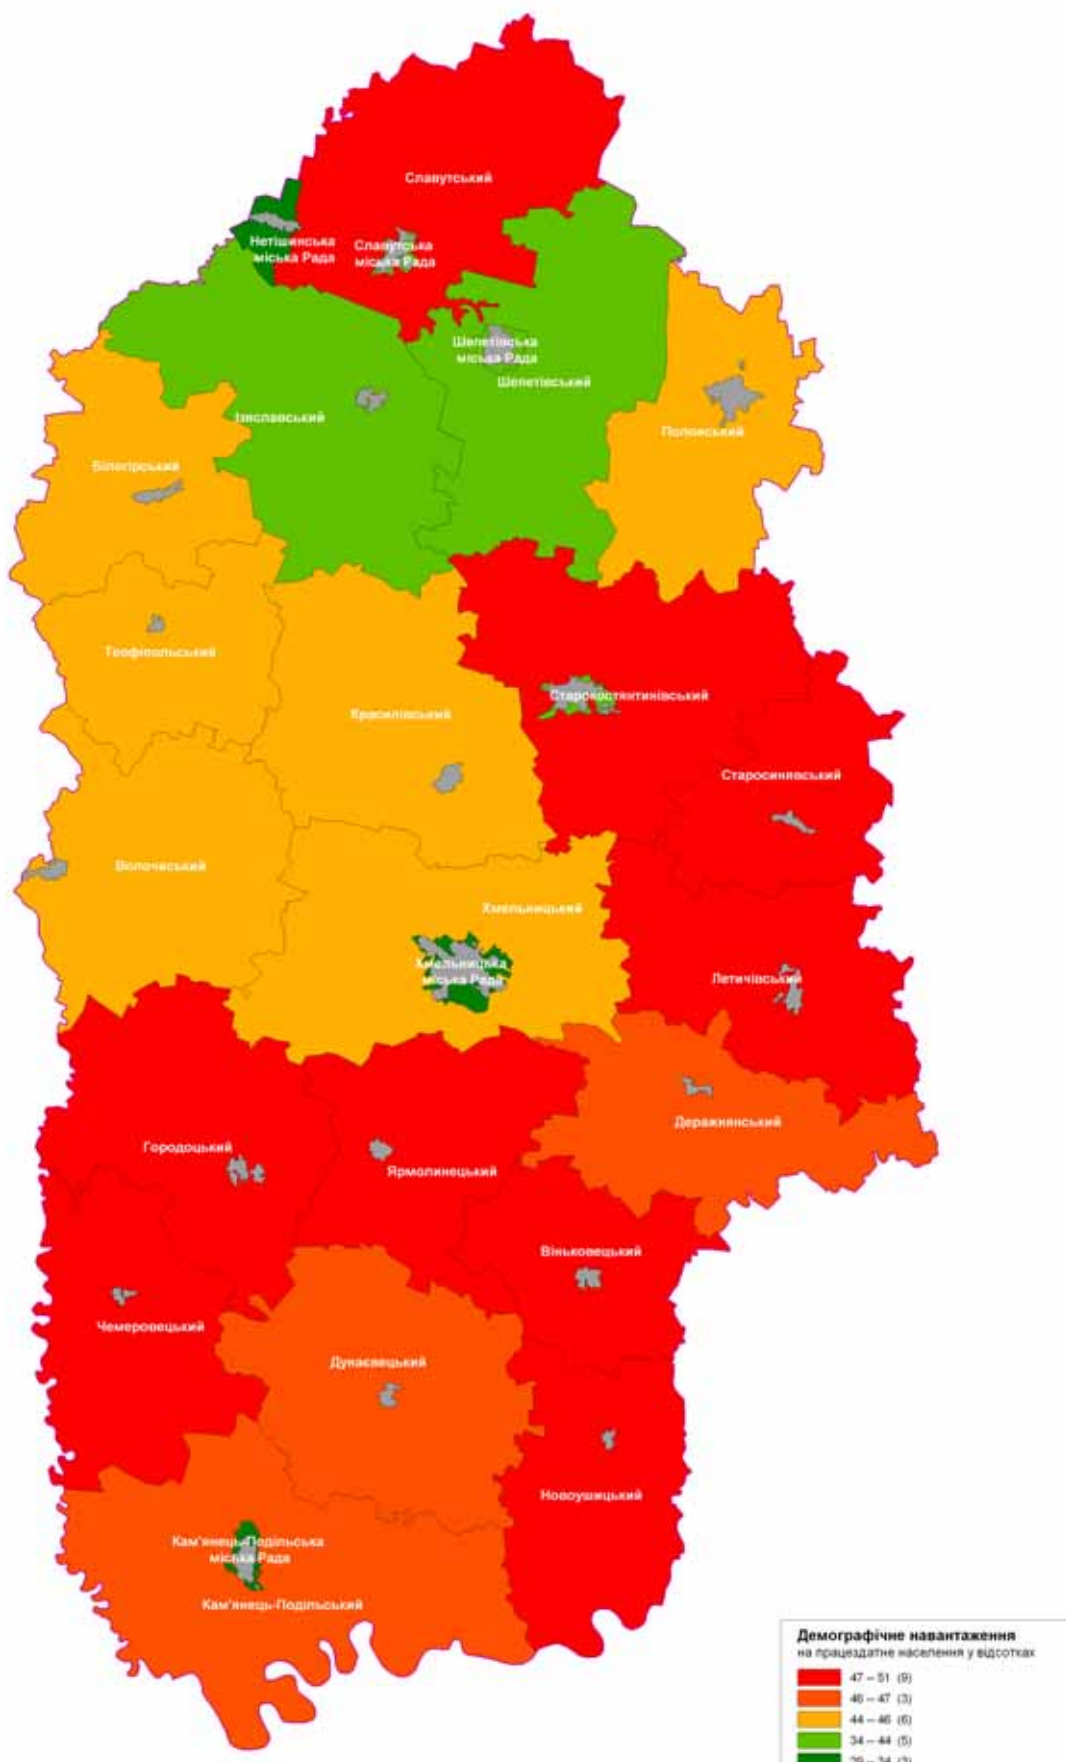 Славутський
Нетішинська
міська Рада
Славутська
міська Рада
Шепетівська
міська Рада
Шепетівський
Ізяславський
Полонський
Білогірський
Теофіпольський
Красилівський
Старокостянтинівський
Старосинявський
Волочиський
Хмельницький
Хмельницька
міська Рада
Летичівський
Деражнянський
Городоцький
Ярмолинецький
Віньковецький
Чемеровецький
Дунаєвецький
Новоушицький
Кам'янець-Подільська
міська Рада
Кам'янець-Подільський
Демографічне навантаження
на працездатне населення у відсотках
47 – 51 (9)
46 – 47 (3)
44 – 46 (6)
34 – 44 (5)
29 – 34 (3)